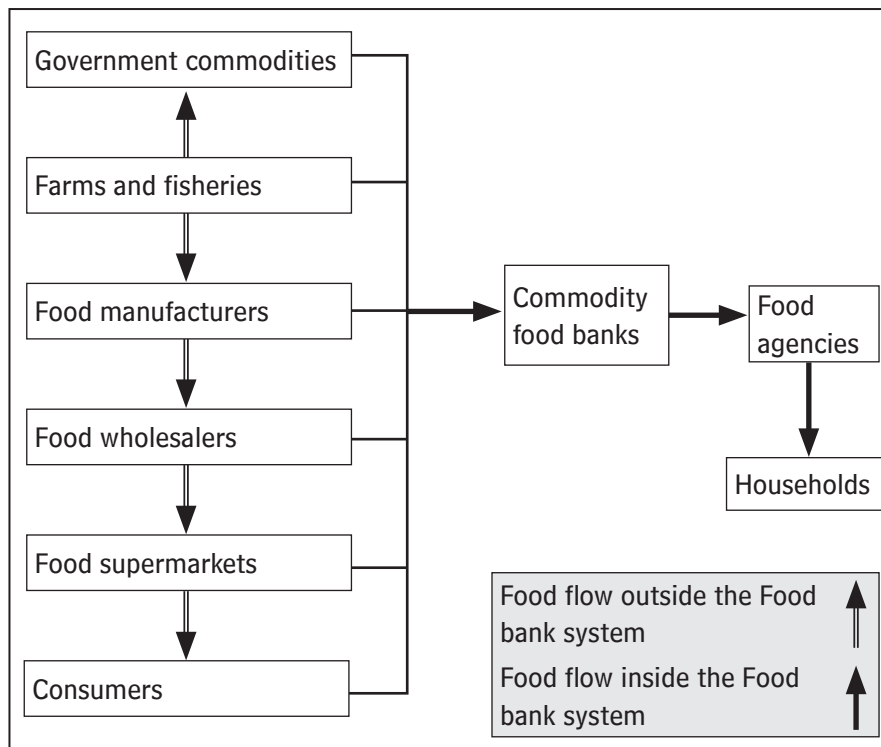 Government commodities
Farms and fisheries
Food manufacturers
Food wholesalers
Food supermarkets
Consumers
Commodity
food banks
Food
agencies
Households
Food flow outside the Food
bank system
Food flow inside the Food
bank system